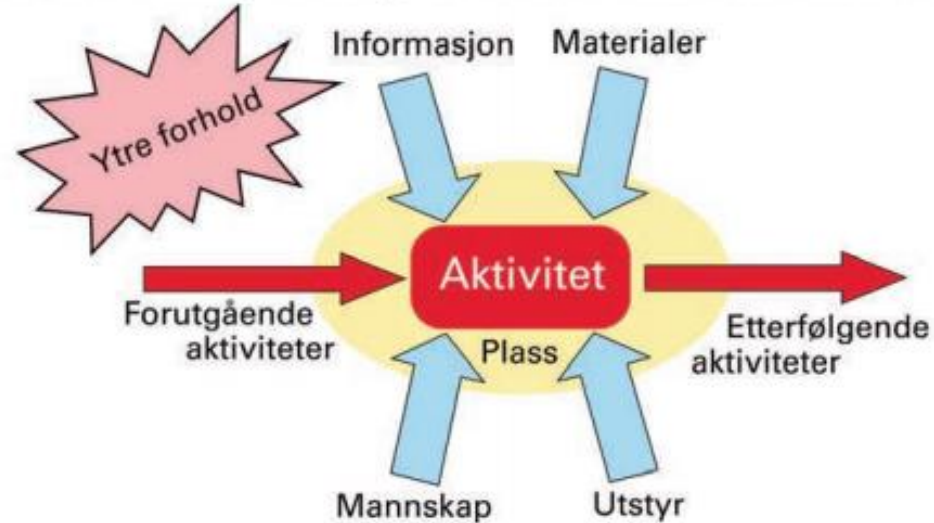 Informasjon
Materialer
Ytre forhold
Aktivitet
Forutgående
aktiviteter
Plass
Etterfølgende
aktiviteter
Mannskap
Utstyr